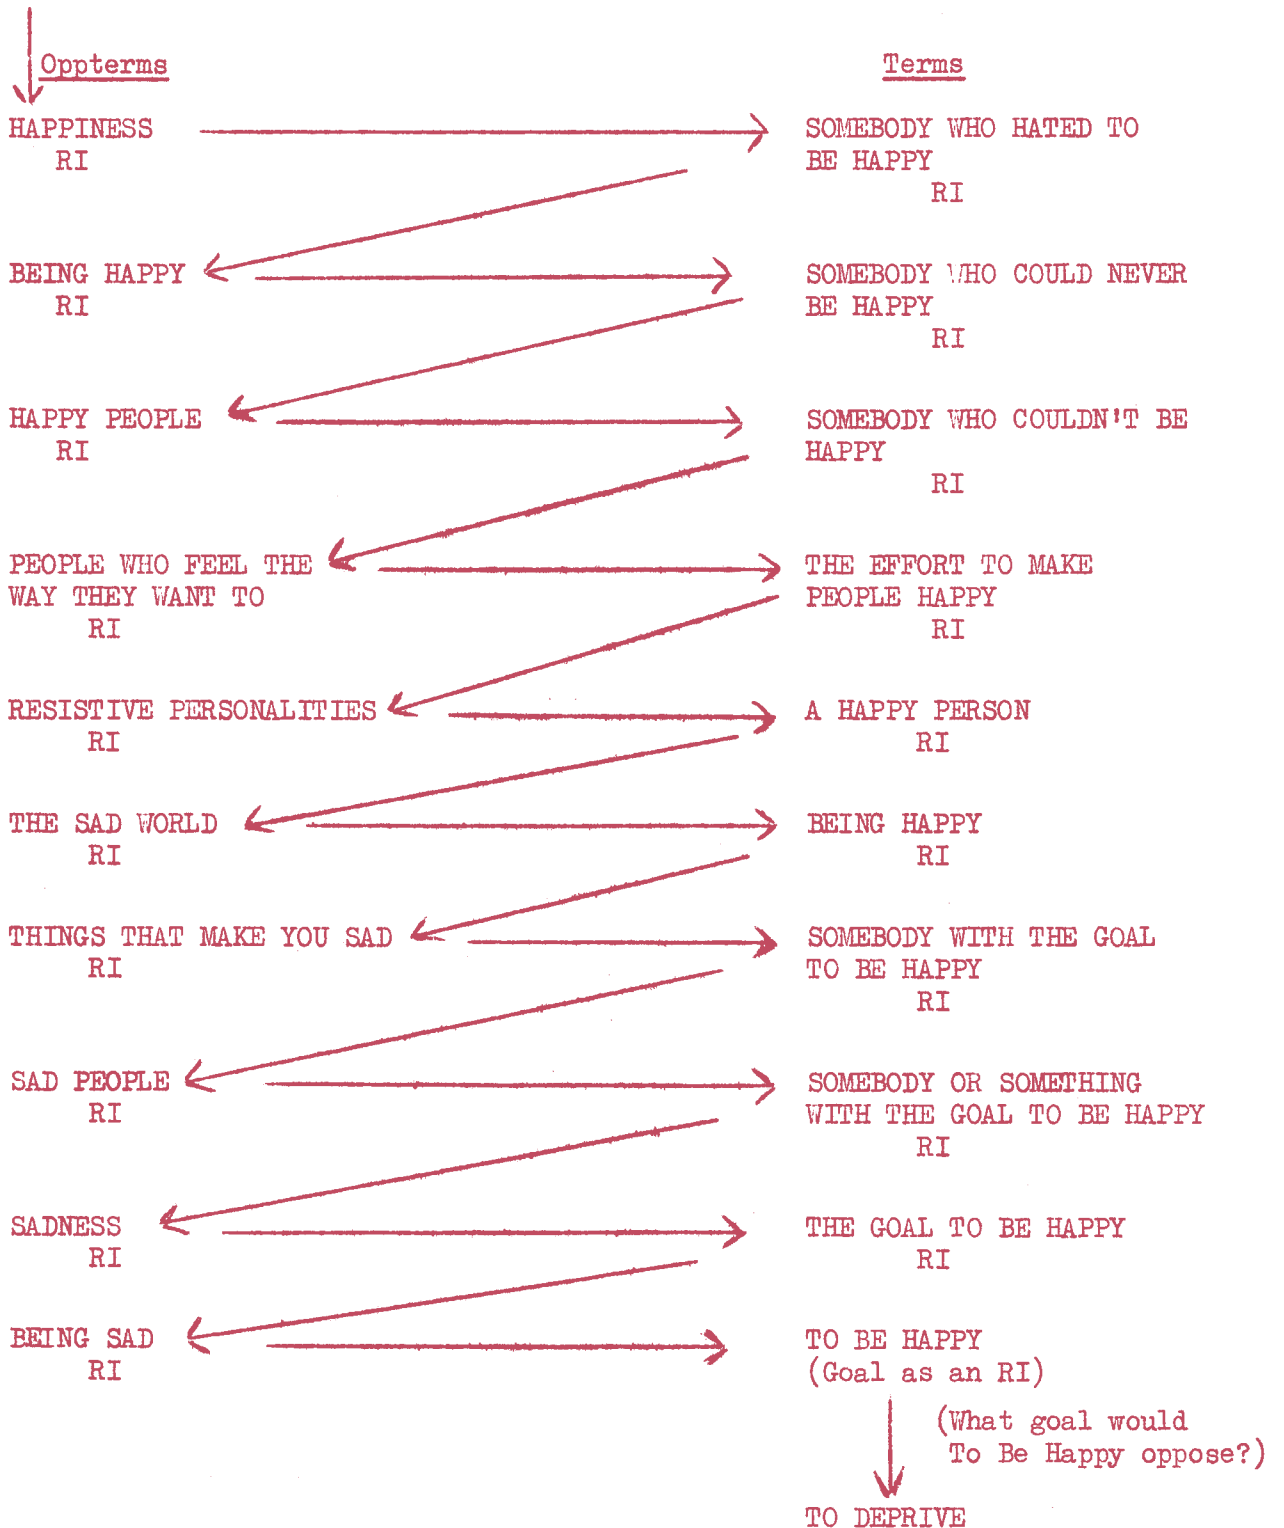 Oppterms Terms
HAPPINESS SOMEBODY WHO HATED TO
RI BE HAPPY
RI
BEING HAPPY SOMEBODY WHO COULD NEVER
RI BE HAPPY
RI
HAPPY PEOPLE SOMEBODY WHO COULDN'T BE
RI HAPPY
RI
PEOPLE WHO FEEL THE THE EFFORT TO MAKE
WAY THEY WANT TO PEOPLE HAPPY
RI RI
RESISTIVE PERSONALITIES A HAPPY PERSON
RI RI
THE SAD WORLD BEING HAPPY
RI RI
THINGS THAT MAKE YOU SAD SOMEBODY WITH THE GOAL
RI TO BE HAPPY
RI
SAD PEOPLE SOMEBODY OR SOMETHING
RI WITH THE GOAL TO BE HAPPY
RI
SADNESS THE GOAL TO BE HAPPY
RI RI
BEING SAD TO BE HAPPY
RI (Goal as an RI)
(What goal would
To Be Happy oppose?)
TO DEPRIVE